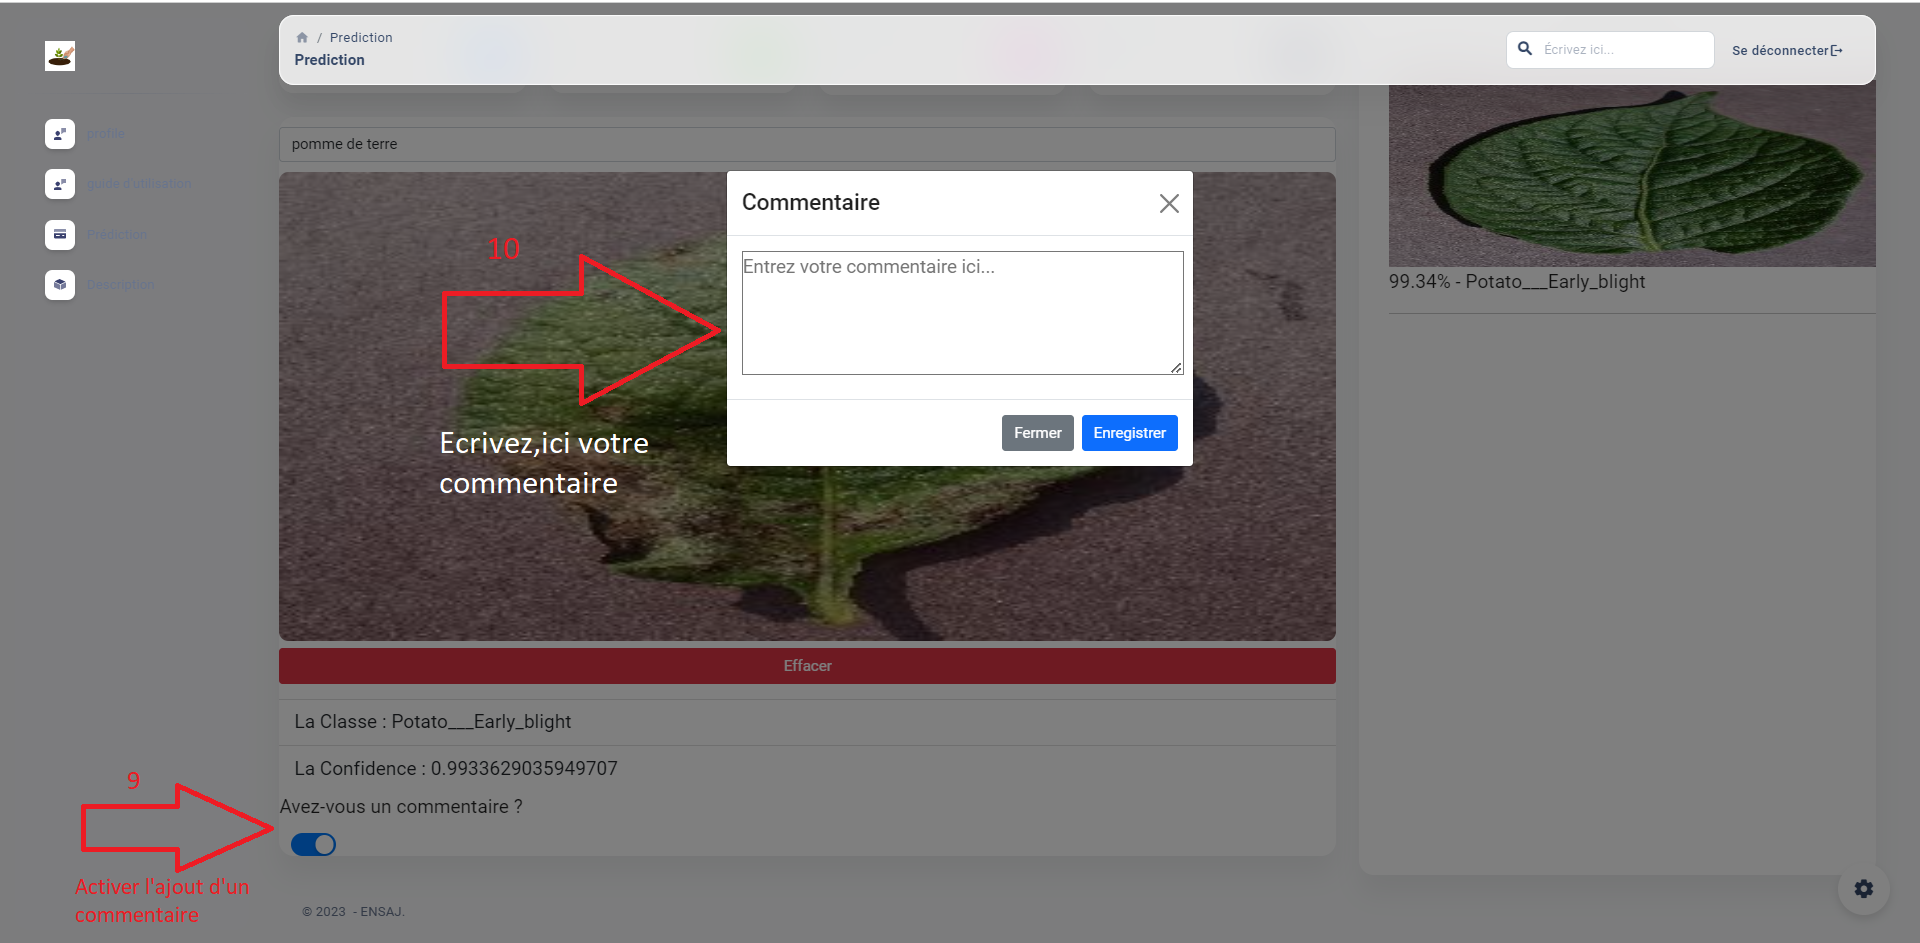 / Prediction
Prediction
Écrivez ici...
Se déconnecter
profile
guide d'utilisation
Prediction
Description
pomme de terre
Commentaire
Entrez votre commentaire ici...
Fermer
Enregistrer
10
Ecrivez,ici votre
commentaire
99.34% - Potato___Early_blight
Effacer
La Classe : Potato___Early_blight
La Confidence : 0.9933629035949707
Avez-vous un commentaire ?
9
Activer l'ajout d'un
commentaire
© 2023 - ENSAJ.